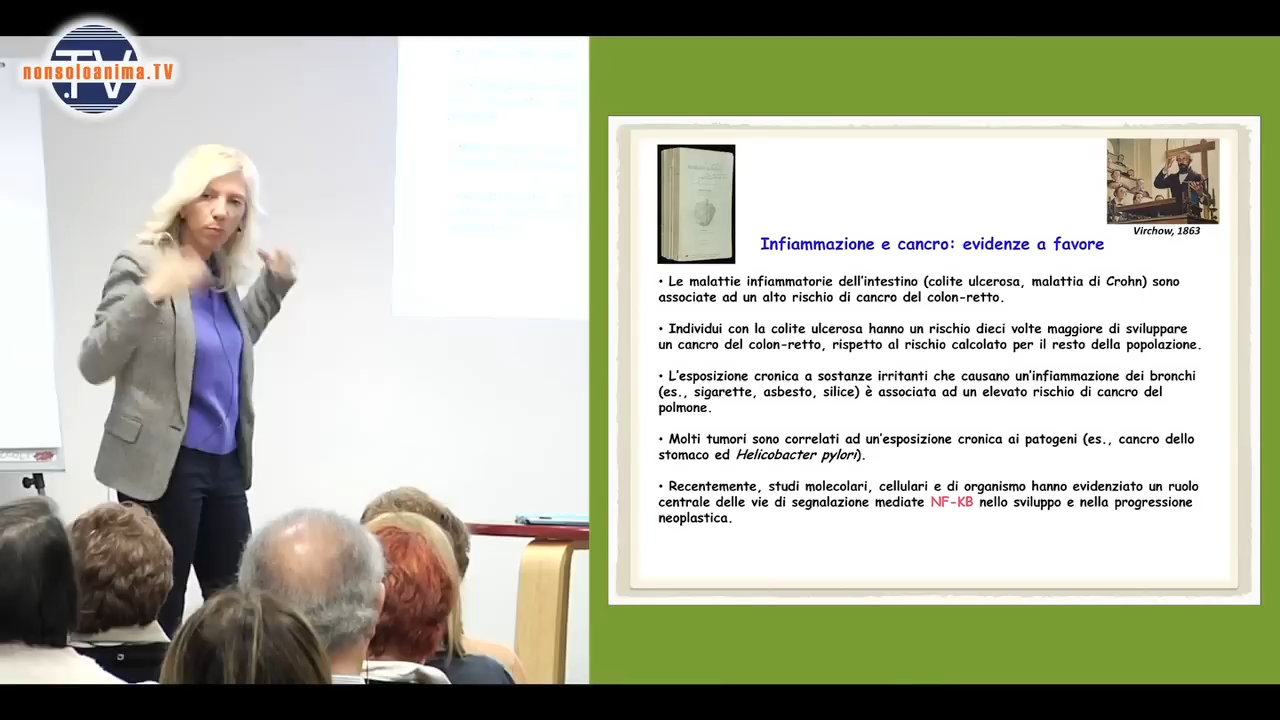 .TV
nonsoloanima.TV
Virchow, 1863
Infiammazione e cancro: evidenze a favore
• Le malattie infiammatorie dell'intestino (colite ulcerosa, malattia di Crohn) sono
associate ad un alto rischio di cancro del colon-retto.
• Individui con la colite ulcerosa hanno un rischio dieci volte maggiore di sviluppare
un cancro del colon-retto, rispetto al rischio calcolato per il resto della popolazione.
• L'esposizione cronica a sostanze irritanti che causano un'infiammazione dei bronchi
(es., sigarette, asbesto, silice) è associata ad un elevato rischio di cancro del
polmone.
• Molti tumori sono correlati ad un'esposizione cronica ai patogeni (es., cancro dello
stomaco ed Helicobacter pylori).
• Recentemente, studi molecolari, cellulari e di organismo hanno evidenziato un ruolo
centrale delle vie di segnalazione mediate NF-KB nello sviluppo e nella progressione
neoplastica.